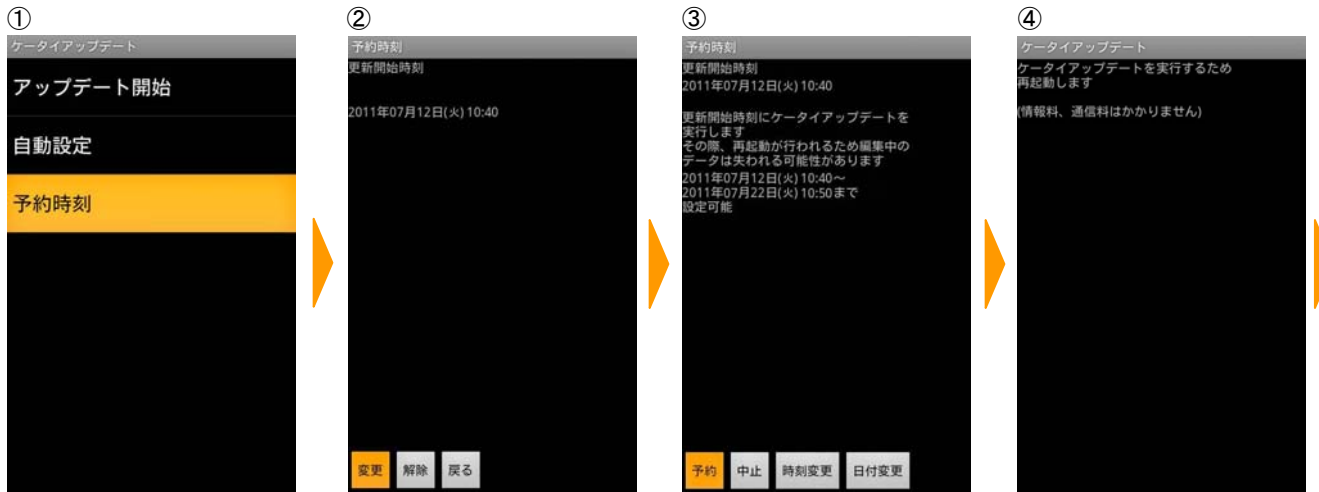 ①
ケータイアップデート
アップデート開始
自動設定
予約時刻
②
予約時刻
更新開始時刻
2011年07月12日(火)10:40
変更
解除
戻る
③
予約時刻
更新開始時刻
2011年07月12日(火)10:40
更新開始時刻にケータイアップデートを
実行します
その際、再起動が行われるため編集中の
データは失われる可能性があります
2011年07月12日(火)10:40～
2011年07月22日(火)10:50まで
設定可能
予約
中止
時刻変更
日付変更
④
ケータイアップデート
ケータイアップデートを実行するため
再起動します
(情報料、通信料はかかりません)